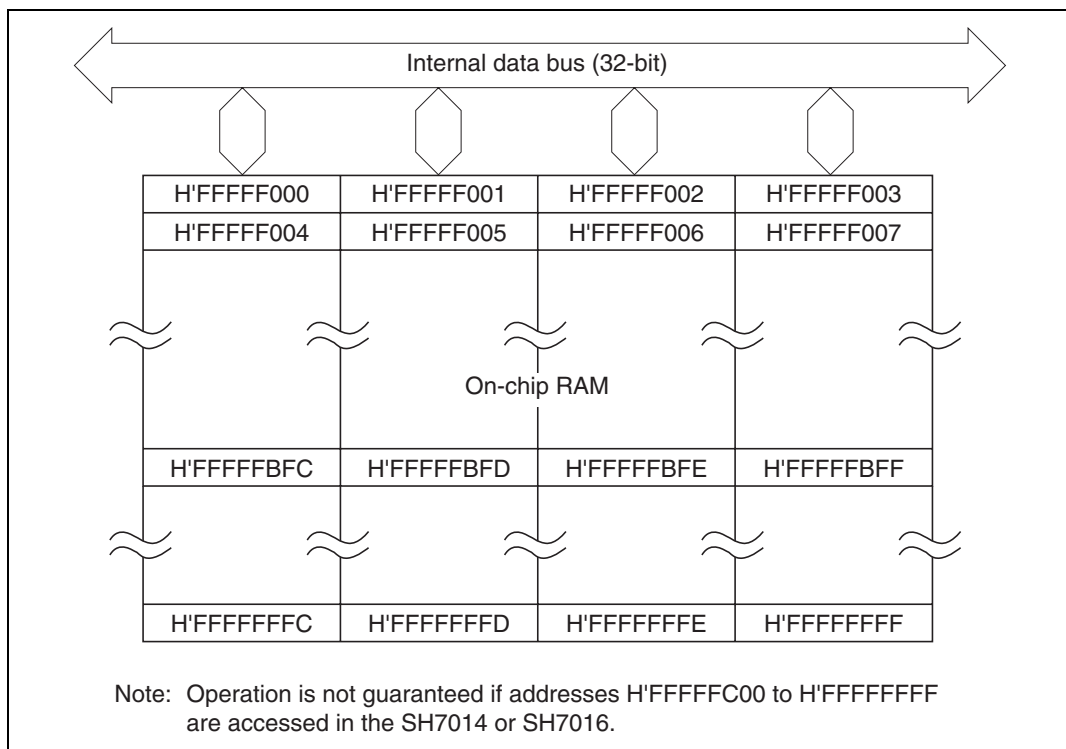 Internal data bus (32-bit)
H'FFFFF000 H'FFFFF001 H'FFFFF002 H'FFFFF003
H'FFFFF004 H'FFFFF005 H'FFFFF006 H'FFFFF007
On-chip RAM
H'FFFFFBFC H'FFFFFBFD H'FFFFFBFE H'FFFFFBFF
H'FFFFFFFC H'FFFFFFFD H'FFFFFFFE H'FFFFFFFF
Note: Operation is not guaranteed if addresses H'FFFFFC00 to H'FFFFFFFF
are accessed in the SH7014 or SH7016.